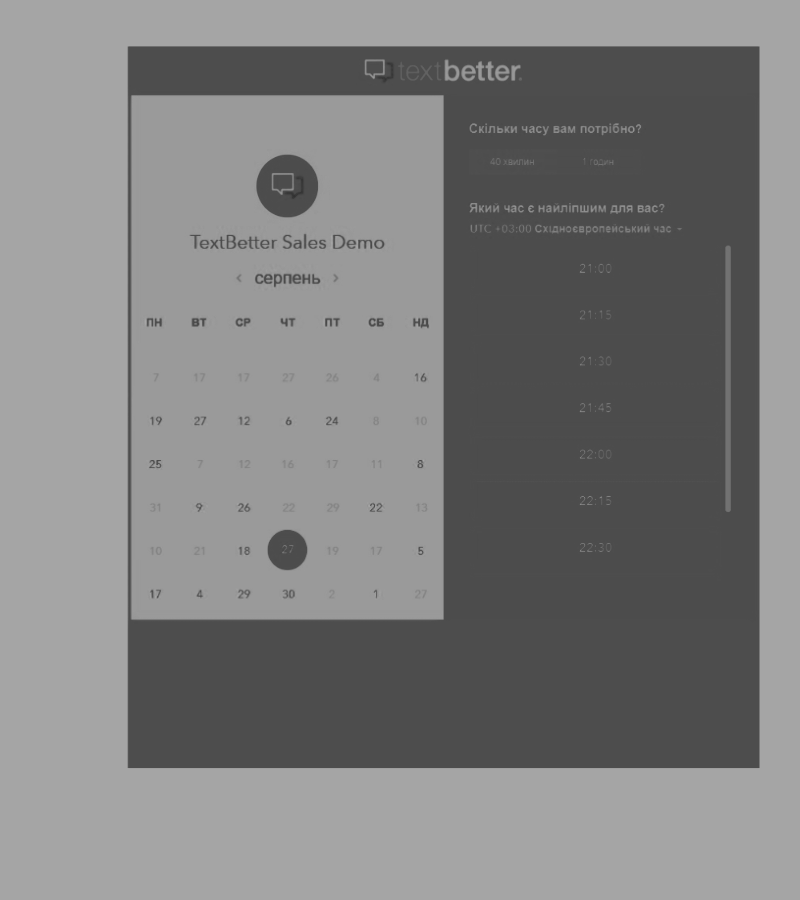 textbetter.
TextBetter Sales Demo
< серпень >
ПН ВТ СР ЧТ ПТ СБ НД
7 17 17 27 26 4 16
19 27 12 6 24 8 10
25 7 12 16 17 11 8
31 9 26 22 29 22 13
10 21 18 27 19 17 5
17 4 29 30 2 1 27
Скільки часу вам потрібно?
40 хвилин 1 годин
Який час є найліпшим для вас?
UTC +03:00 Східноєвропейський час
21:00
21:15
21:30
21:45
22:00
22:15
22:30